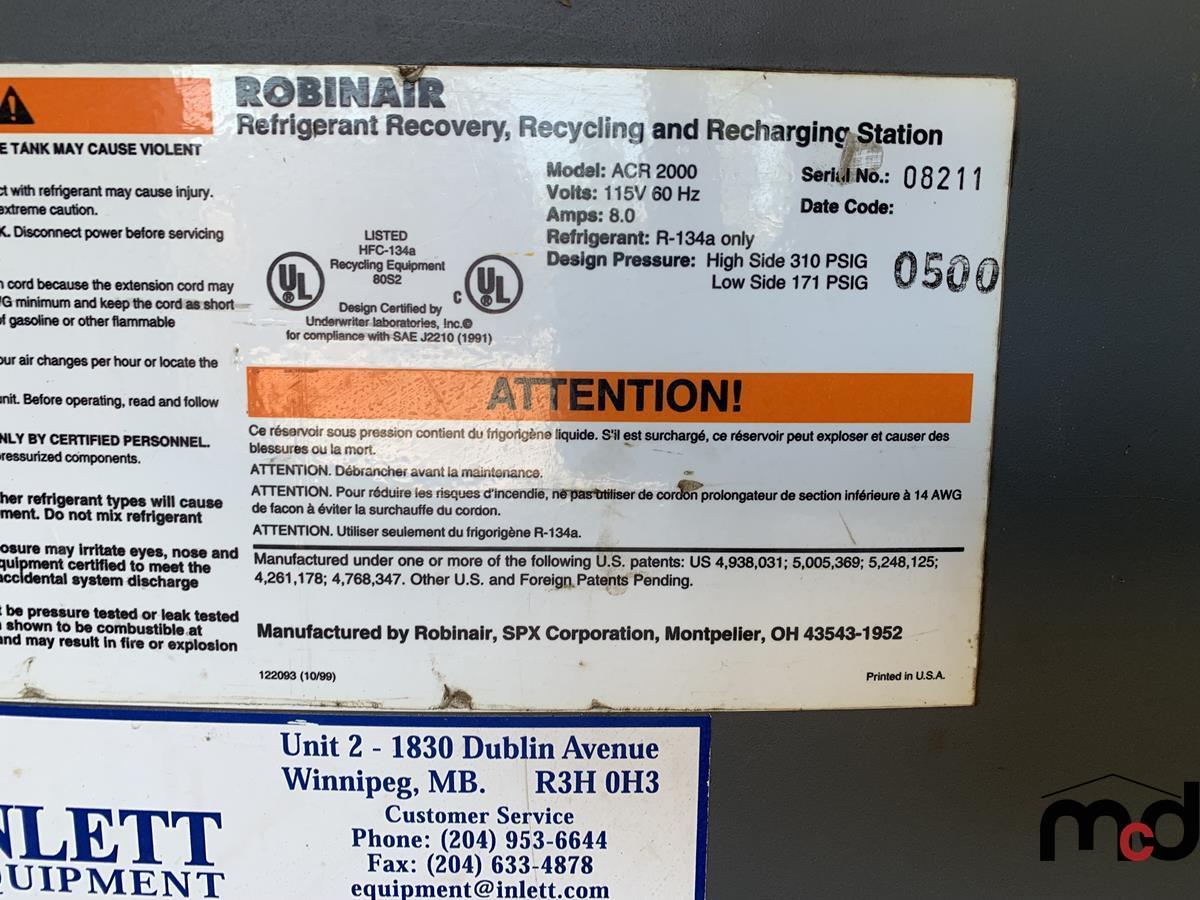 E TANK MAY CAUSE VIOLENT
ct with refrigerant may cause injury.
extreme caution.
K. Disconnect power before servicing
n cord because the extension cord may
VG minimum and keep the cord as short
of gasoline or other flammable
our air changes per hour or locate the
unit. Before operating, read and follow
NLY BY CERTIFIED PERSONNEL.
pressurized components.
her refrigerant types will cause
ment. Do not mix refrigerant
osure may irritate eyes, nose and
quipment certified to meet the
accidental system discharge
t be pressure tested or leak tested
shown to be combustible at
and may result in fire or explosion
ROBINAIR
Refrigerant Recovery, Recycling and Recharging Station
Model: ACR 2000
Volts: 115V 60 Hz
Amps: 8.0
Refrigerant: R-134a only
Design Pressure: High Side 310 PSIG
Low Side 171 PSIG
Serial No.: 08211
Date Code:
0500
LISTED
HFC-134a
Recycling Equipment
80S2
UL ®
C UL ®
Design Certified by
Underwriter laboratories, Inc.©
for compliance with SAE J2210 (1991)
ATTENTION!
Ce réservoir sous pression contient du frigorigène liquide. S'il est surchargé, ce réservoir peut exploser et causer des
blessures ou la mort.
ATTENTION. Débrancher avant la maintenance.
ATTENTION. Pour réduire les risques d'incendie, ne pas utiliser de cordon prolongateur de section inférieure à 14 AWG
de facon à éviter la surchauffe du cordon.
ATTENTION. Utiliser seulement du frigorigène R-134a.
Manufactured under one or more of the following U.S. patents: US 4,938,031; 5,005,369; 5,248,125;
4,261,178; 4,768,347. Other U.S. and Foreign Patents Pending.
Manufactured by Robinair, SPX Corporation, Montpelier, OH 43543-1952
122093 (10/99)
Printed in U.S.A.
NLETT
QUIPMENT
Unit 2 - 1830 Dublin Avenue
Winnipeg, MB. R3H 0H3
Customer Service
Phone: (204) 953-6644
Fax: (204) 633-4878
equipment@inlett.com
mcd